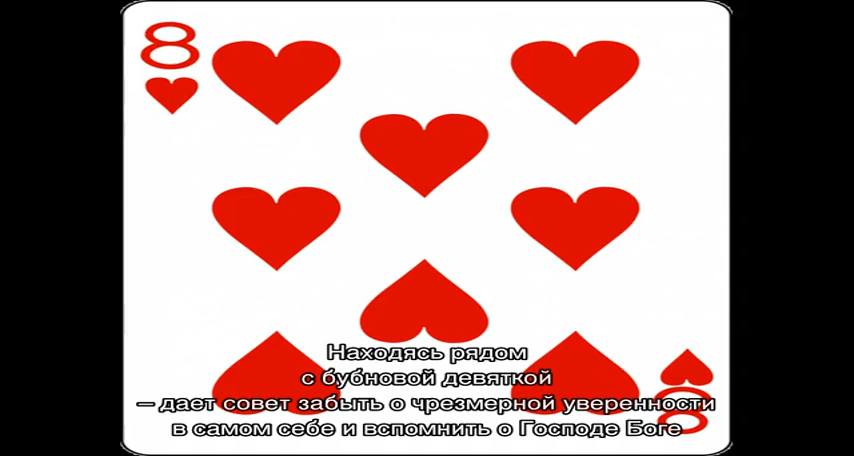 8
Находясь рядом
с бубновой девяткой
– дает совет забыть о чрезмерной уверенности
в самом себе и вспомнить о Господе Боге
8